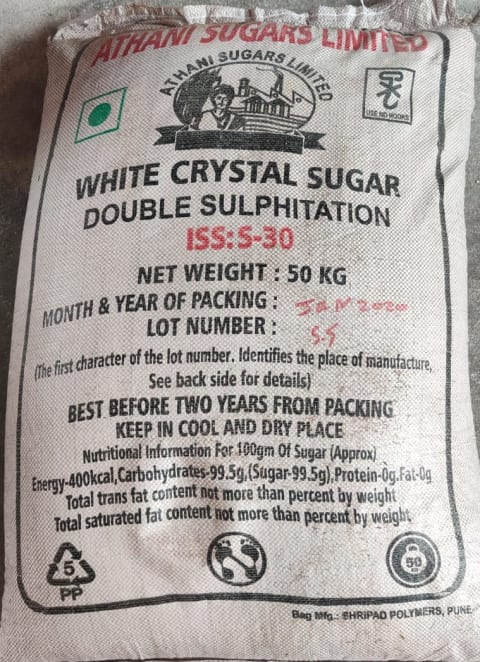 ATHANI SUGARS LIMITED
ATHANI SUGARS LIMITED
USE NO HOOKS
WHITE CRYSTAL SUGAR
DOUBLE SULPHITATION
ISS:S-30
NET WEIGHT : 50 KG
MONTH & YEAR OF PACKING : JAN 2020
LOT NUMBER : S.S
(The first character of the lot number. Identifies the place of manufacture,
See back side for details)
BEST BEFORE TWO YEARS FROM PACKING
KEEP IN COOL AND DRY PLACE
Nutritional Information For 100gm Of Sugar (Approx)
Energy-400kcal,Carbohydrates-99.5g,(Sugar-99.5g),Protein-0g.Fat-0g
Total trans fat content not more than percent by weight
Total saturated fat content not more than percent by weight
5
PP
50
Bag Mfg.: SHRIPAD POLYMERS, PUNE